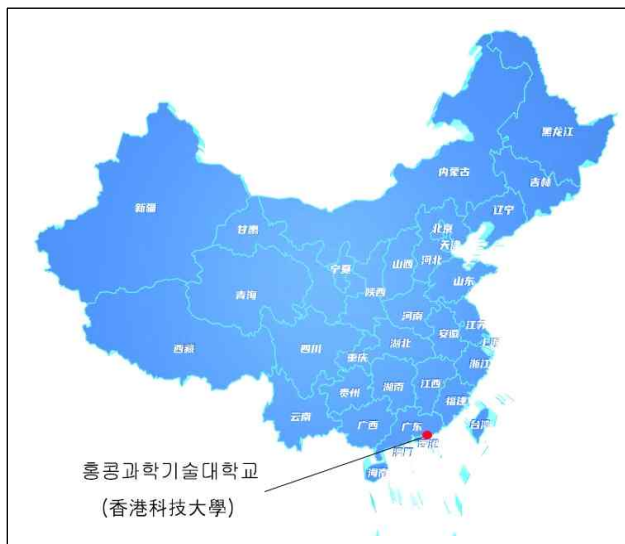 黑龙江
内蒙古
吉林
新疆
辽宁
甘肃
北京
天津
宁夏
山西
河北
山东
青海
陕西
河南
江苏
安徽
西藏
四川
湖北
重庆
浙江
湖南
江西
贵州
福建
云南
广西
广东
台湾
海南
홍콩과학기술대학교
(香港科技大學)